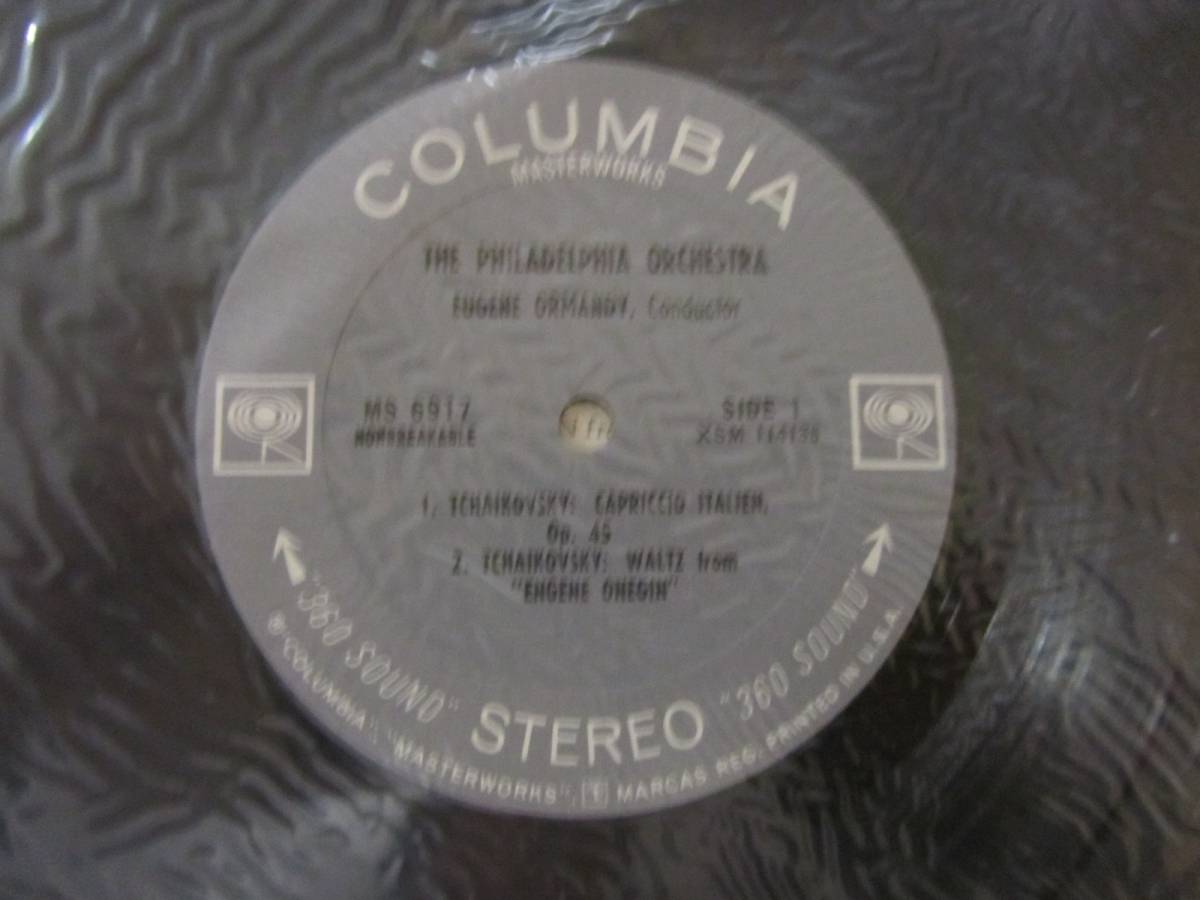 COLUMBIA
MASTERWORKS
THE PHILADELPHIA ORCHESTRA
EUGENE ORMANDY, Conductor
MS 6917
NONBREAKABLE
SIDE 1
XSM
1. TCHAIKOVSKY: CAPRICCIO ITALIEN,
Op. 45
2. TCHAIKOVSKY: WALTZ from
"EUGENE ONEGIN"
"360 SOUND" STEREO "360 SOUND"
® "COLUMBIA", "MASTERWORKS", MARCAS REG. PRINTED IN U.S.A.